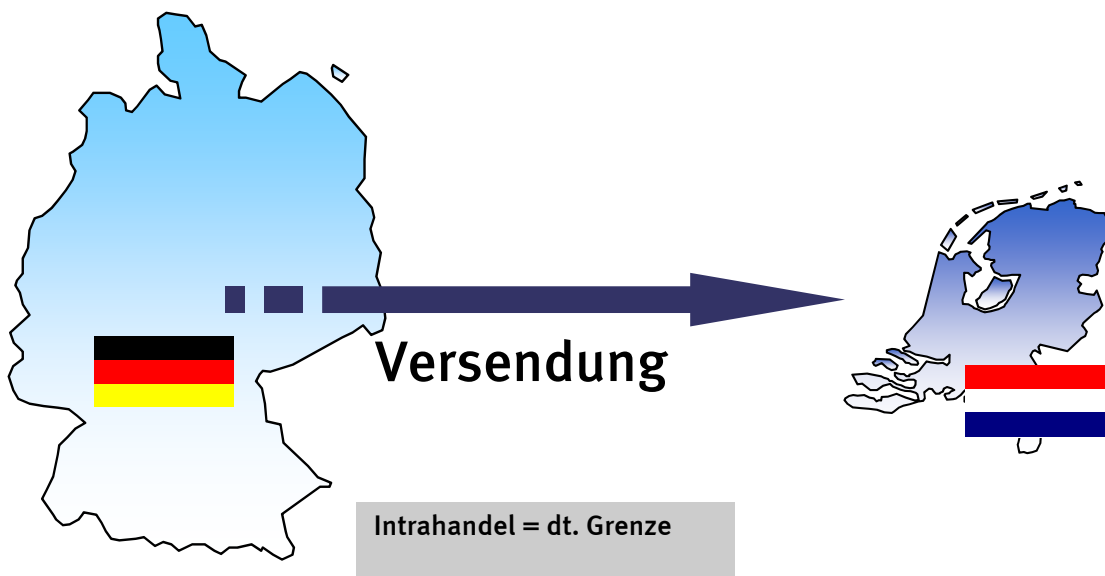 Versendung
Intrahandel = dt. Grenze